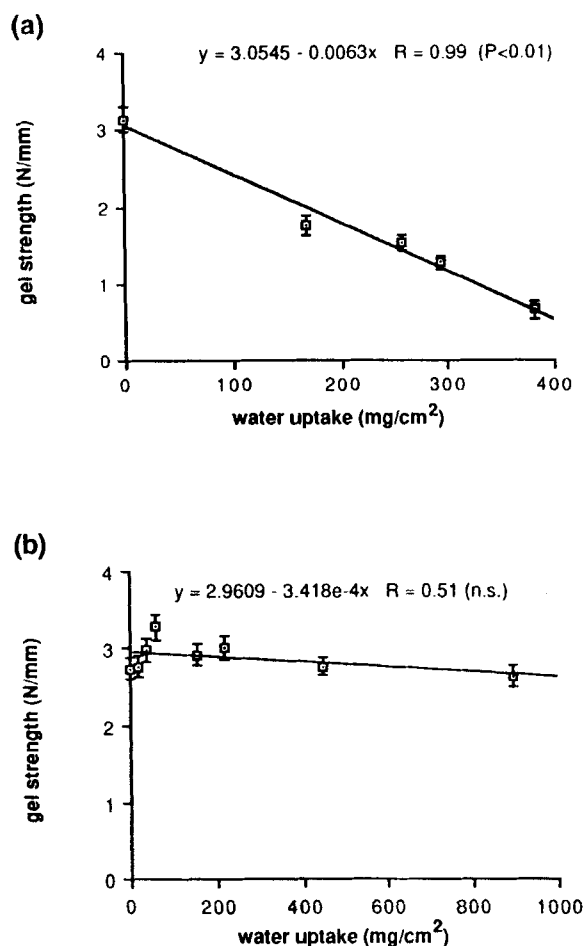 (a)
y = 3.0545 - 0.0063x R = 0.99 (P<0.01)
4
3
2
1
0
gel strength (N/mm)
0 100 200 300 400
water uptake (mg/cm²)
(b)
y = 2.9609 - 3.418e-4x R = 0.51 (n.s.)
4
3
2
1
0
gel strength (N/mm)
0 200 400 600 800 1000
water uptake (mg/cm²)